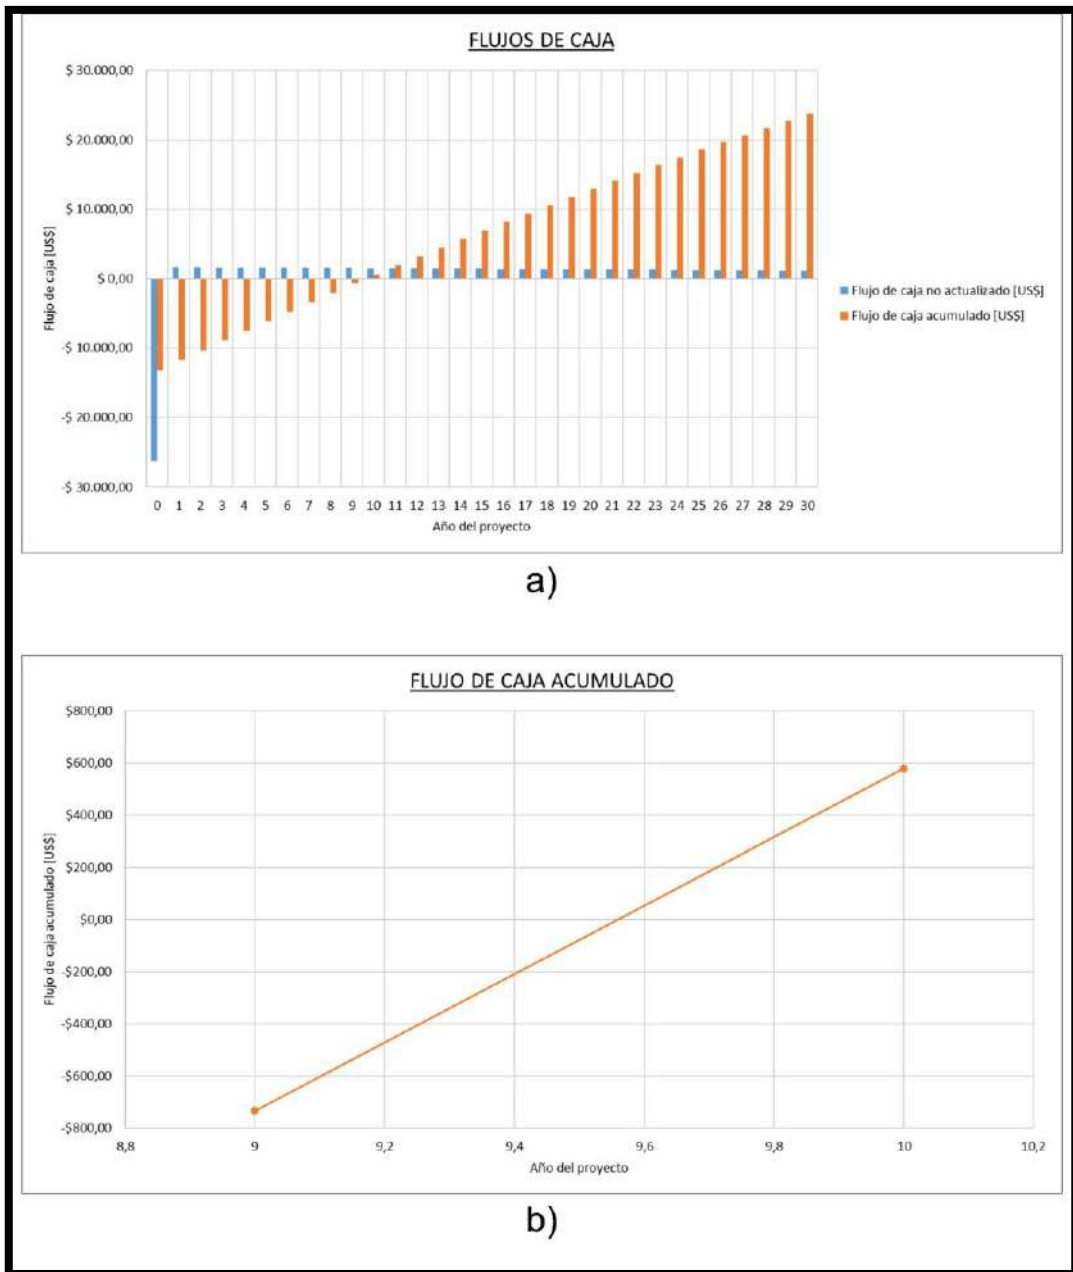 FLUJOS DE CAJA
$ 30.000,00
$ 20.000,00
$ 10.000,00
$ 0,00
-$ 10.000,00
-$ 20.000,00
-$ 30.000,00
Flujo de caja [US$]
0 1 2 3 4 5 6 7 8 9 10 11 12 13 14 15 16 17 18 19 20 21 22 23 24 25 26 27 28 29 30
Año del proyecto
Flujo de caja no actualizado [US$]
Flujo de caja acumulado [US$]
a)
FLUJO DE CAJA ACUMULADO
$800,00
$600,00
$400,00
$200,00
$0,00
-$200,00
-$400,00
-$600,00
-$800,00
Flujo de caja acumulado [US$]
8,8 9 9,2 9,4 9,6 9,8 10 10,2
Año del proyecto
b)